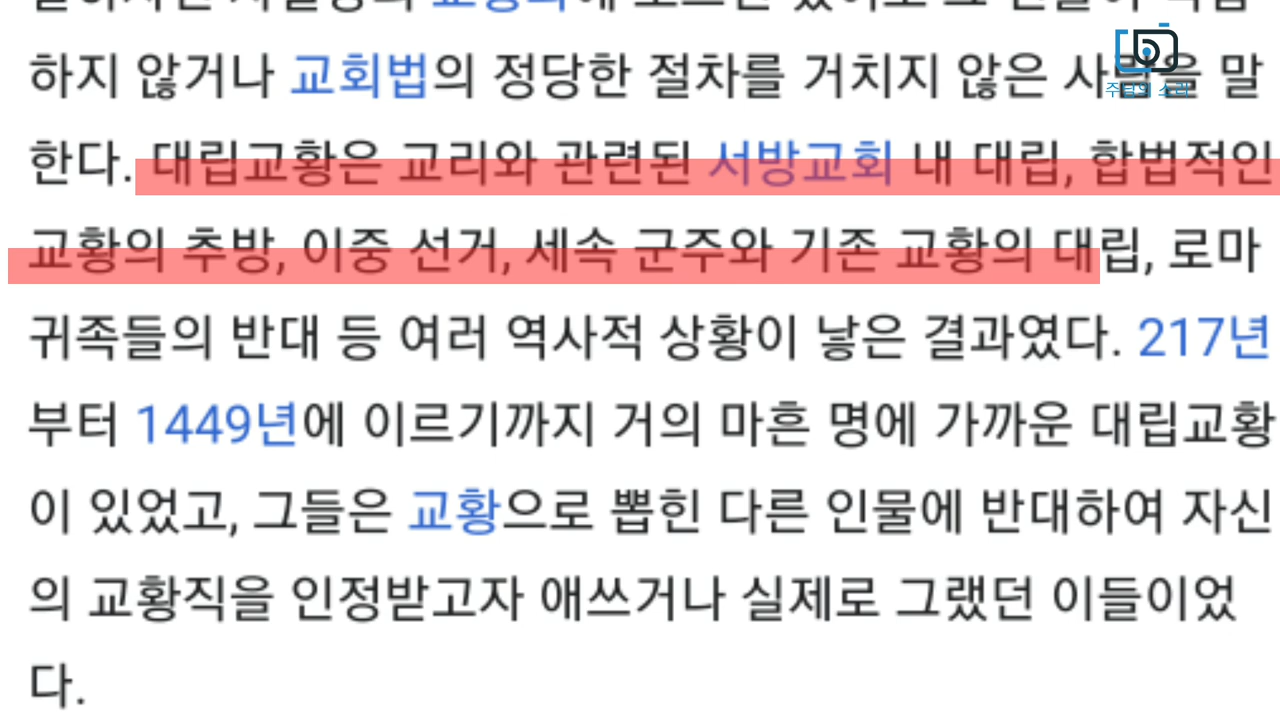 하지 않거나 교회법의 정당한 절차를 거치지 않은 사람을 말
한다. 대립교황은 교리와 관련된 서방교회 내 대립, 합법적인
교황의 추방, 이중 선거, 세속 군주와 기존 교황의 대립, 로마
귀족들의 반대 등 여러 역사적 상황이 낳은 결과였다. 217년
부터 1449년에 이르기까지 거의 마흔 명에 가까운 대립교황
이 있었고, 그들은 교황으로 뽑힌 다른 인물에 반대하여 자신
의 교황직을 인정받고자 애쓰거나 실제로 그랬던 이들이었
다.